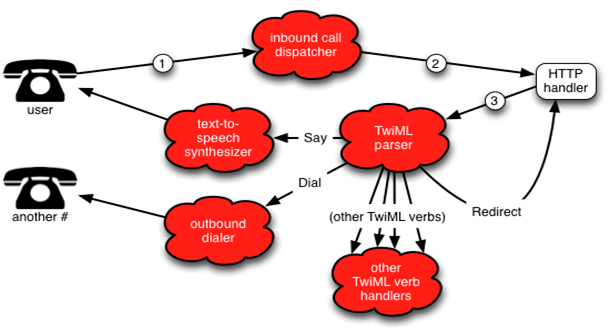 inbound call
dispatcher
1
2
HTTP
handler
3
user
text-to-
speech
synthesizer
Say
TwiML
parser
Dial
another #
outbound
dialer
(other TwiML verbs)
Redirect
other
TwiML verb
handlers